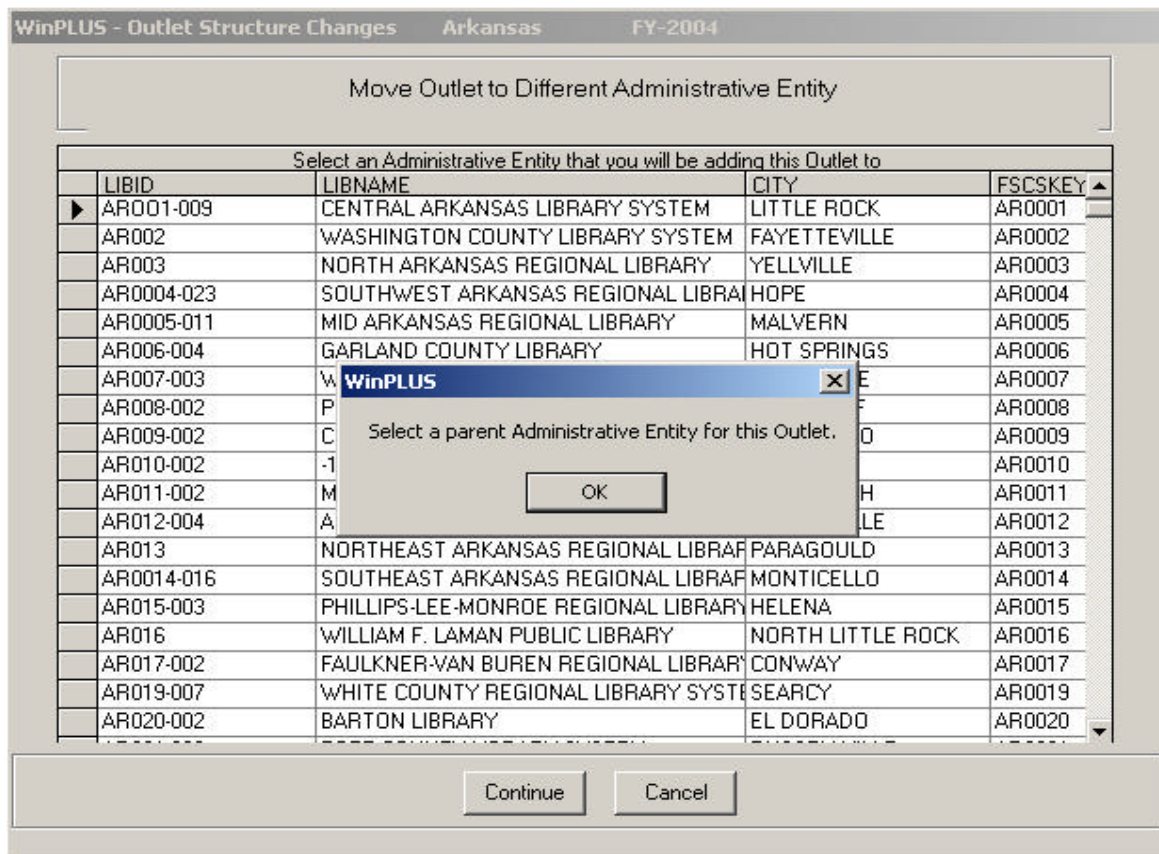 WinPLUS - Outlet Structure Changes Arkansas FY-2004
Move Outlet to Different Administrative Entity
Select an Administrative Entity that you will be adding this Outlet to
LIBID LIBNAME CITY FSCSKEY
AROO1-009 CENTRAL ARKANSAS LIBRARY SYSTEM LITTLE ROCK AR0001
AR002 WASHINGTON COUNTY LIBRARY SYSTEM FAYETTEVILLE AR0002
AR003 NORTH ARKANSAS REGIONAL LIBRARY YELLVILLE AR0003
AR0004-023 SOUTHWEST ARKANSAS REGIONAL LIBRA HOPE AR0004
AR0005-011 MID ARKANSAS REGIONAL LIBRARY MALVERN AR0005
AR006-004 GARLAND COUNTY LIBRARY HOT SPRINGS AR0006
AR007-003 W E AR0007
AR008-002 P F AR0008
AR009-002 C O AR0009
AR010-002 -1 AR0010
AR011-002 M H AR0011
AR012-004 A LLE AR0012
WinPLUS
Select a parent Administrative Entity for this Outlet.
OK
AR013 NORTHEAST ARKANSAS REGIONAL LIBRAR PARAGOULD AR0013
AR0014-016 SOUTHEAST ARKANSAS REGIONAL LIBRAR MONTICELLO AR0014
AR015-003 PHILLIPS-LEE-MONROE REGIONAL LIBRARY HELENA AR0015
AR016 WILLIAM F. LAMAN PUBLIC LIBRARY NORTH LITTLE ROCK AR0016
AR017-002 FAULKNER-VAN BUREN REGIONAL LIBRAR CONWAY AR0017
AR019-007 WHITE COUNTY REGIONAL LIBRARY SYSTE SEARCY AR0019
AR020-002 BARTON LIBRARY EL DORADO AR0020
Continue Cancel